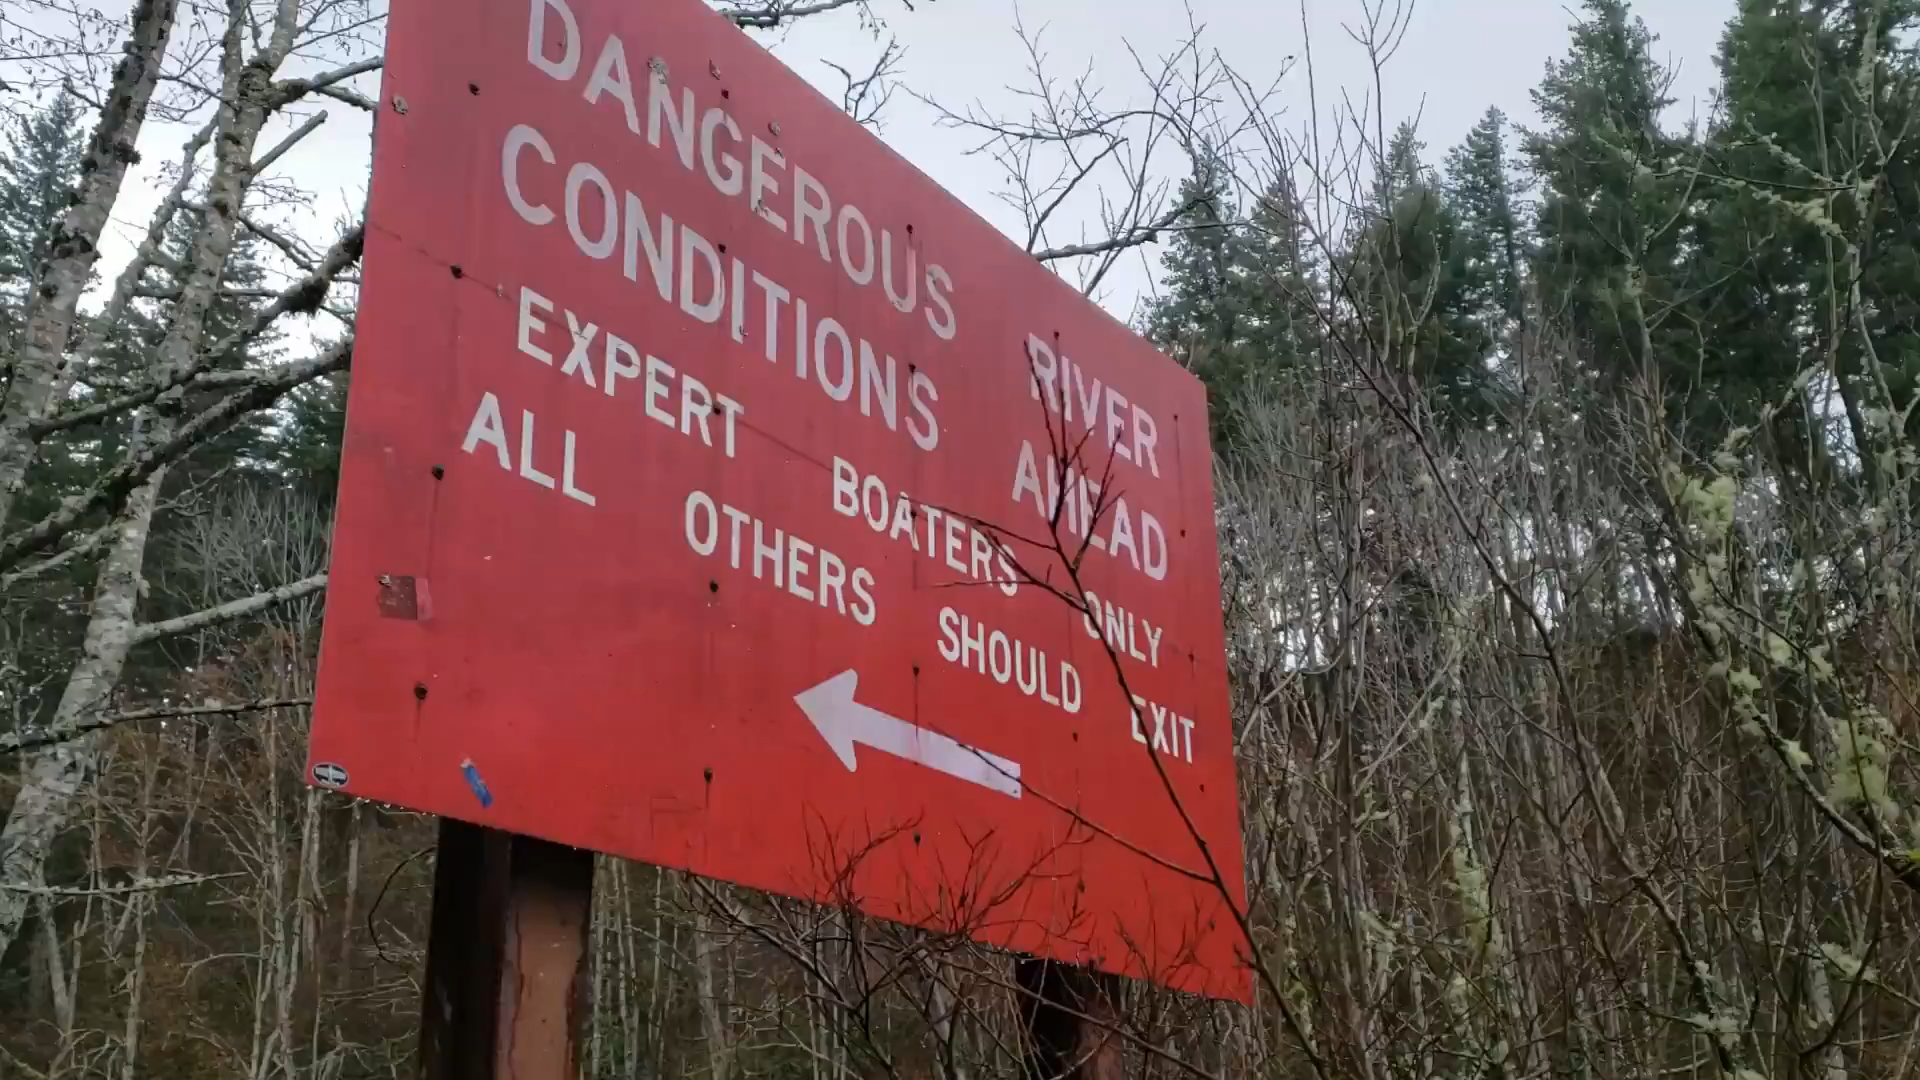 DANGEROUS RIVER
CONDITIONS AHEAD
EXPERT BOATERS ONLY
ALL OTHERS SHOULD EXIT